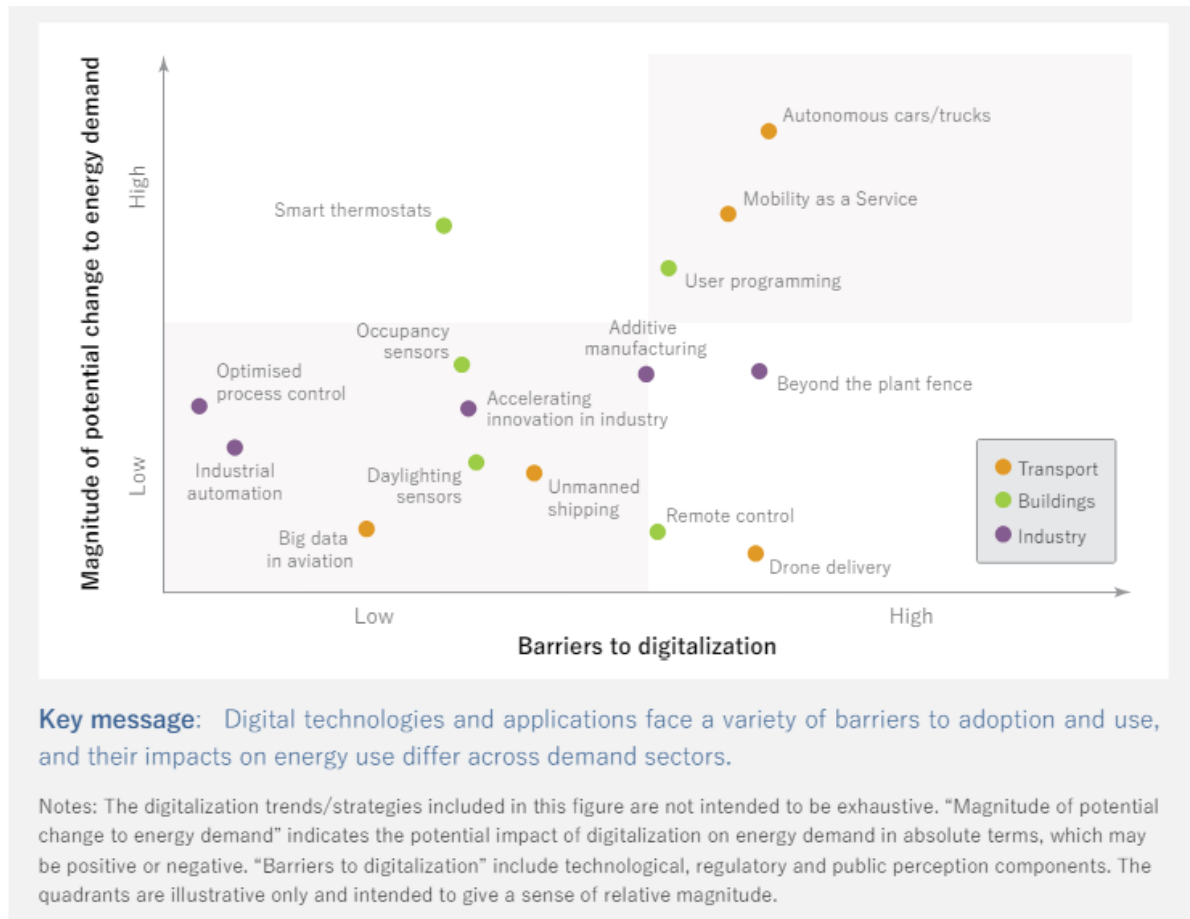 Magnitude of potential change to energy demand
High
Low
Autonomous cars/trucks
Mobility as a Service
Smart thermostats
User programming
Occupancy
sensors
Additive
manufacturing
Optimised
process control
Beyond the plant fence
Accelerating
innovation in industry
Industrial
automation
Daylighting
sensors
Unmanned
shipping
Big data
in aviation
Remote control
Drone delivery
Transport
Buildings
Industry
Low
High
Barriers to digitalization
Key message: Digital technologies and applications face a variety of barriers to adoption and use,
and their impacts on energy use differ across demand sectors.
Notes: The digitalization trends/strategies included in this figure are not intended to be exhaustive. “Magnitude of potential
change to energy demand” indicates the potential impact of digitalization on energy demand in absolute terms, which may
be positive or negative. “Barriers to digitalization” include technological, regulatory and public perception components. The
quadrants are illustrative only and intended to give a sense of relative magnitude.